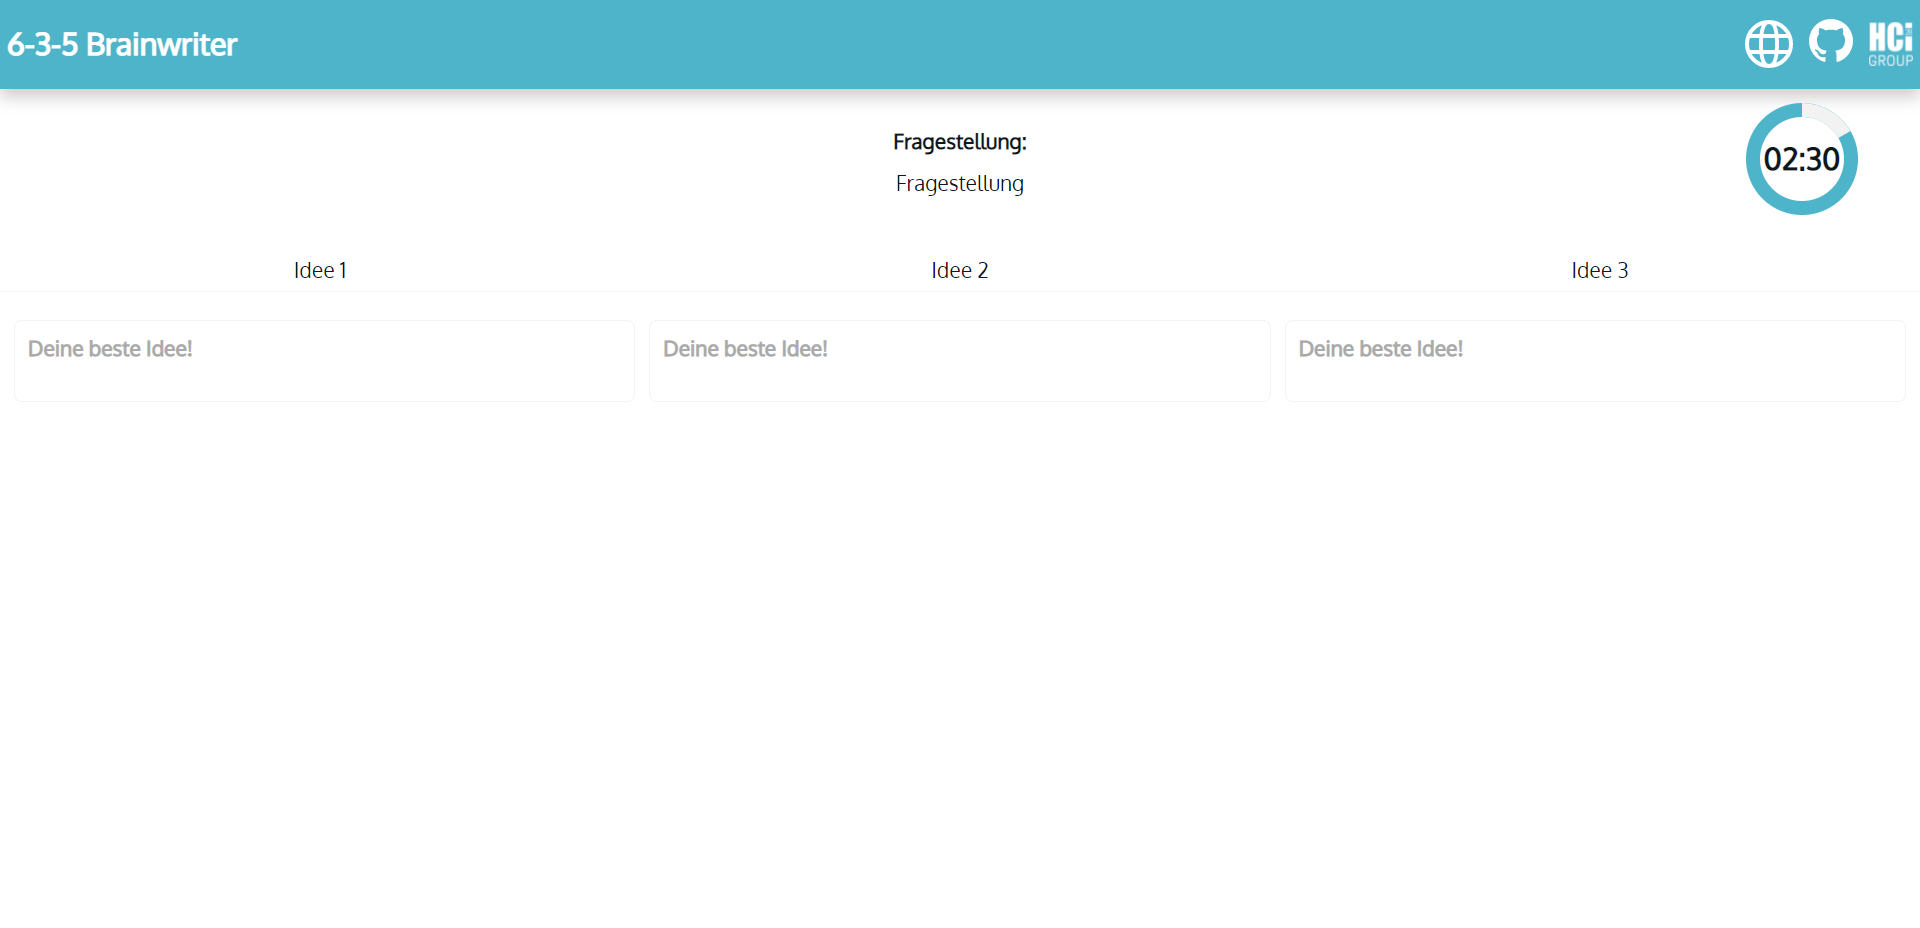 6-3-5 Brainwriter
HCi
GROUP
Fragestellung:
Fragestellung
02:30
Idee 1
Idee 2
Idee 3
Deine beste Idee!
Deine beste Idee!
Deine beste Idee!